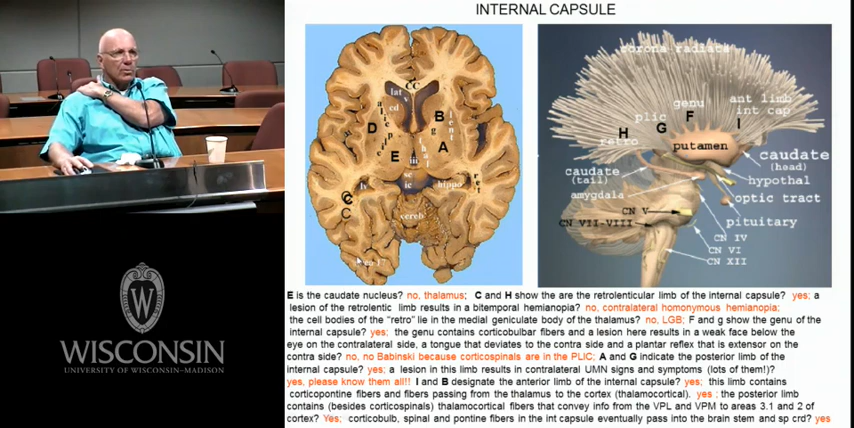 INTERNAL CAPSULE
CC
lat
v
cd
alic
B
g
lent
D
plic
A
E
thal
iii
sc
ic
lv
hippo
ret
C
C
cereb
area 17
corona radiata
genu
ant limb
int cap
plic
F
H
G
I
retro
putamen
caudate
(head)
caudate
(tail)
hypothal
amygdala
optic tract
CN V
pituitary
CN VII-VIII
CN IV
CN VI
CN XII
W
WISCONSIN
UNIVERSITY OF WISCONSIN–MADISON
E is the caudate nucleus? no, thalamus; C and H show the are the retrolenticular limb of the internal capsule? yes; a
lesion of the retrolentic limb results in a bitemporal hemianopia? no, contralateral homonymous hemianopia;
the cell bodies of the "retro" lie in the medial geniculate body of the thalamus? no, LGB; F and g show the genu of the
internal capsule? yes; the genu contains corticobulbar fibers and a lesion here results in a weak face below the
eye on the contralateral side, a tongue that deviates to the contra side and a plantar reflex that is extensor on the
contra side? no, no Babinski because corticospinals are in the PLIC; A and G indicate the posterior limb of the
internal capsule? yes; a lesion in this limb results in contralateral UMN signs and symptoms (lots of them!)?
yes, please know them all!! I and B designate the anterior limb of the internal capsule? yes; this limb contains
corticopontine fibers and fibers passing from the thalamus to the cortex (thalamocortical). yes ; the posterior limb
contains (besides corticospinals) thalamocortical fibers that convey info from the VPL and VPM to areas 3.1 and 2 of
cortex? Yes; corticobulb, spinal and pontine fibers in the int capsule eventually pass into the brain stem and sp crd? yes